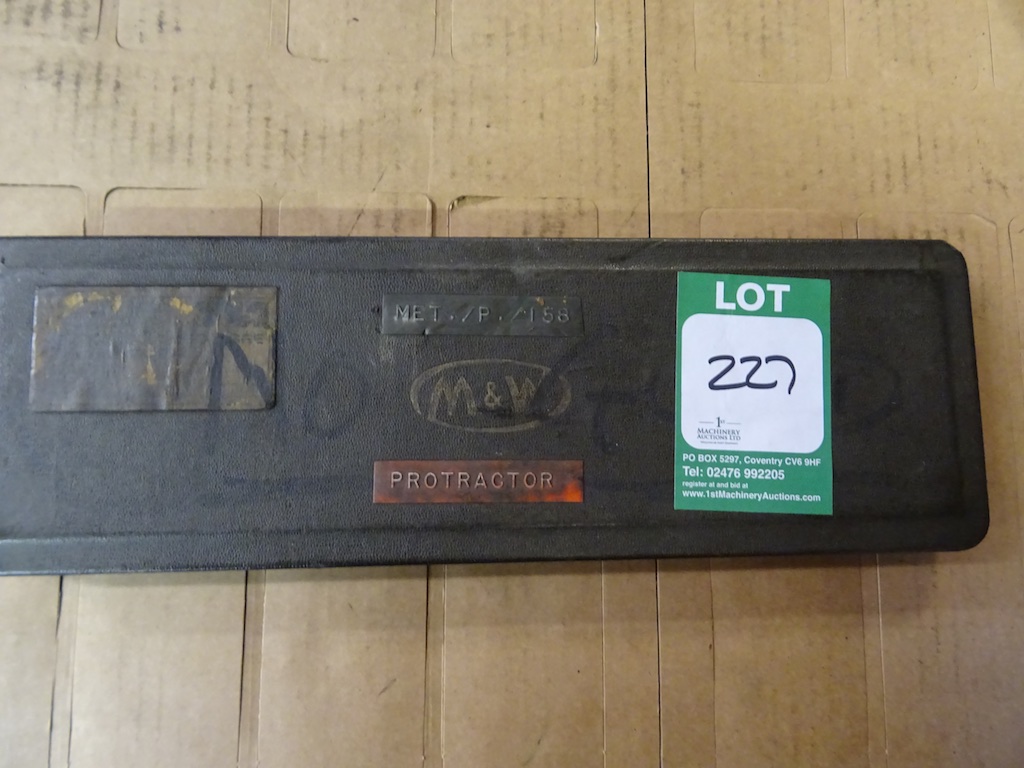 MET./P./158
M & W
PROTRACTOR
LOT
227
1st
MACHINERY
AUCTIONS LTD
PO BOX 5297, Coventry CV6 9HF
Tel: 02476 992205
register at and bid at
www.1stMachineryAuctions.com